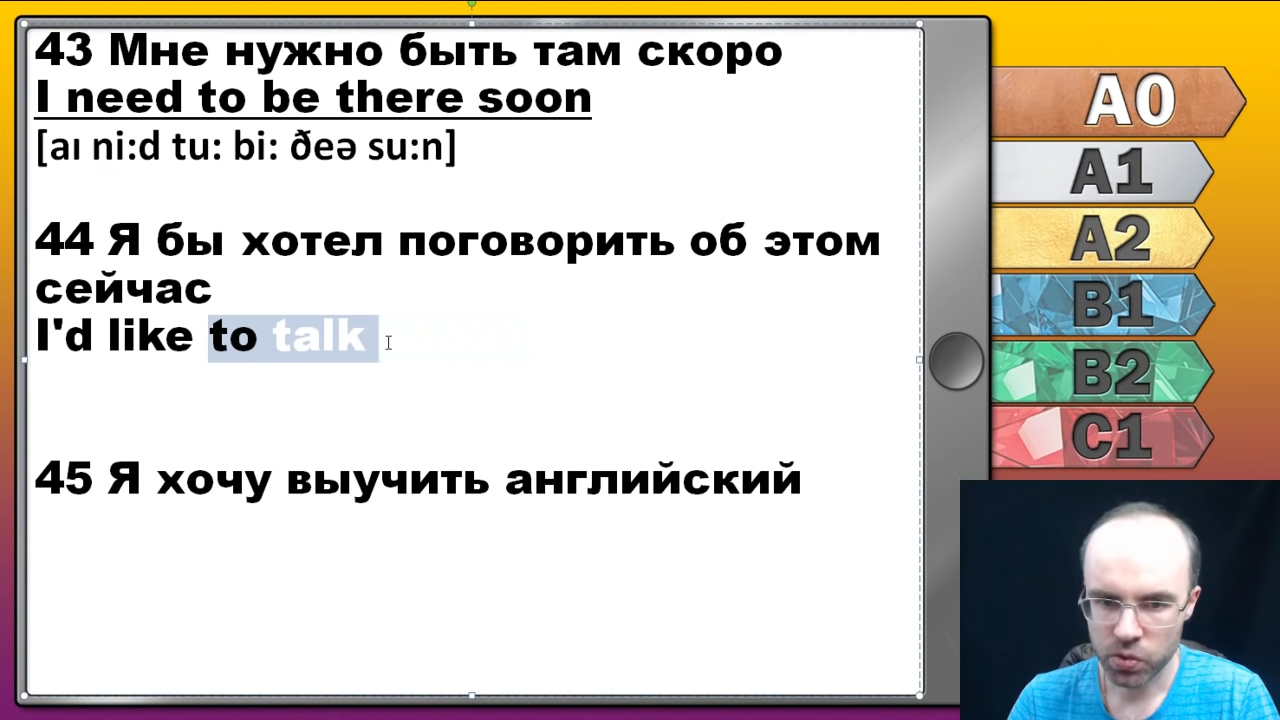 43 Мне нужно быть там скоро
I need to be there soon
[aɪ ni:d tu: bi: ðeə su:n]
44 Я бы хотел поговорить об этом
сейчас
I'd like to talk
45 Я хочу выучить английский
A0
A1
A2
B1
B2
C1